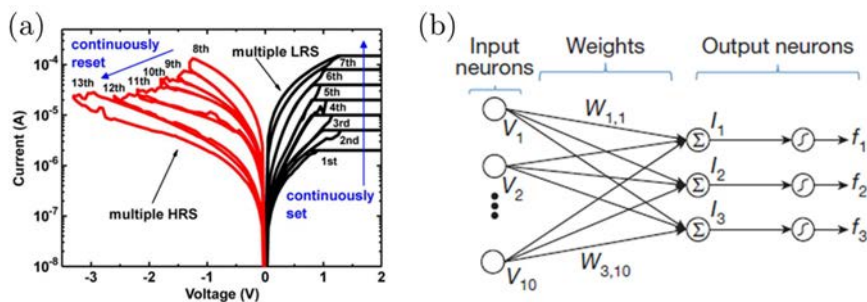 (a)
continuously
reset
8th
9th
10th
11th
12th
13th
multiple LRS
7th
6th
5th
4th
3rd
2nd
1st
multiple HRS
continuously
set
Current (A)
10⁻⁴
10⁻⁵
10⁻⁶
10⁻⁷
10⁻⁸
-3 -2 -1 0 1 2
Voltage (V)
(b)
Input
neurons
Weights
Output neurons
V₁
V₂
V₁₀
W₁,₁
W₃,₁₀
Σ I₁ ∫ f₁
Σ I₂ ∫ f₂
Σ I₃ ∫ f₃